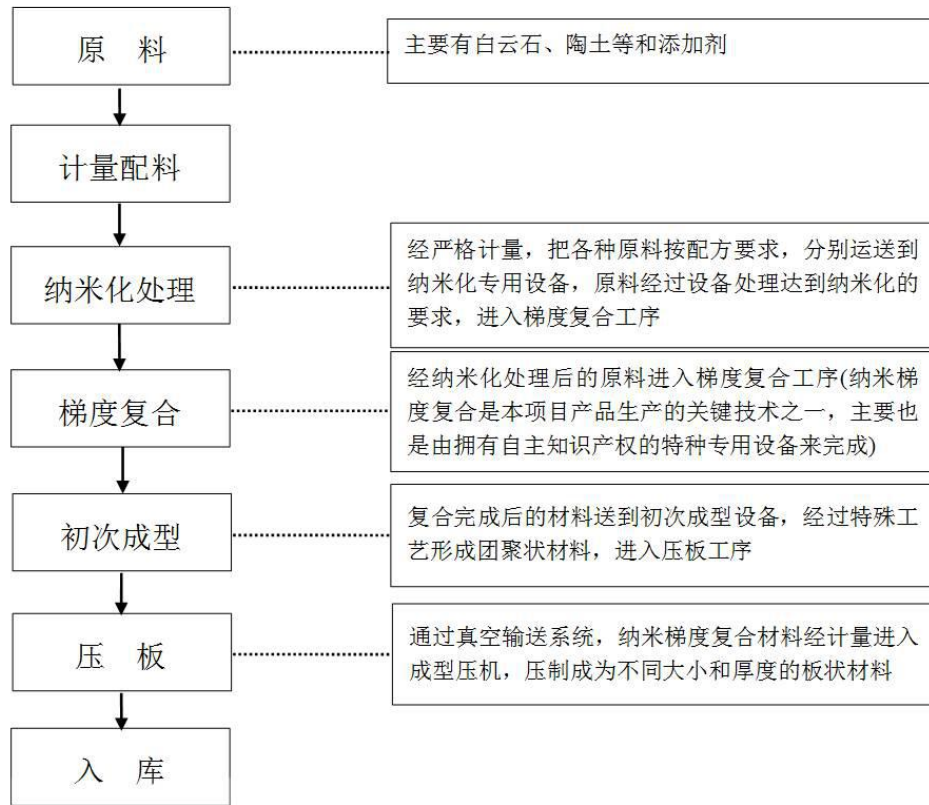 原 料
主要有白云石、陶土等和添加剂
计量配料
纳米化处理
经严格计量，把各种原料按配方要求，分别运送到
纳米化专用设备，原料经过设备处理达到纳米化的
要求，进入梯度复合工序
梯度复合
经纳米化处理后的原料进入梯度复合工序(纳米梯
度复合是本项目产品生产的关键技术之一，主要也
是由拥有自主知识产权的特种专用设备来完成)
初次成型
复合完成后的材料送到初次成型设备，经过特殊工
艺形成团聚状材料，进入压板工序
压 板
通过真空输送系统，纳米梯度复合材料经计量进入
成型压机，压制成为不同大小和厚度的板状材料
入 库